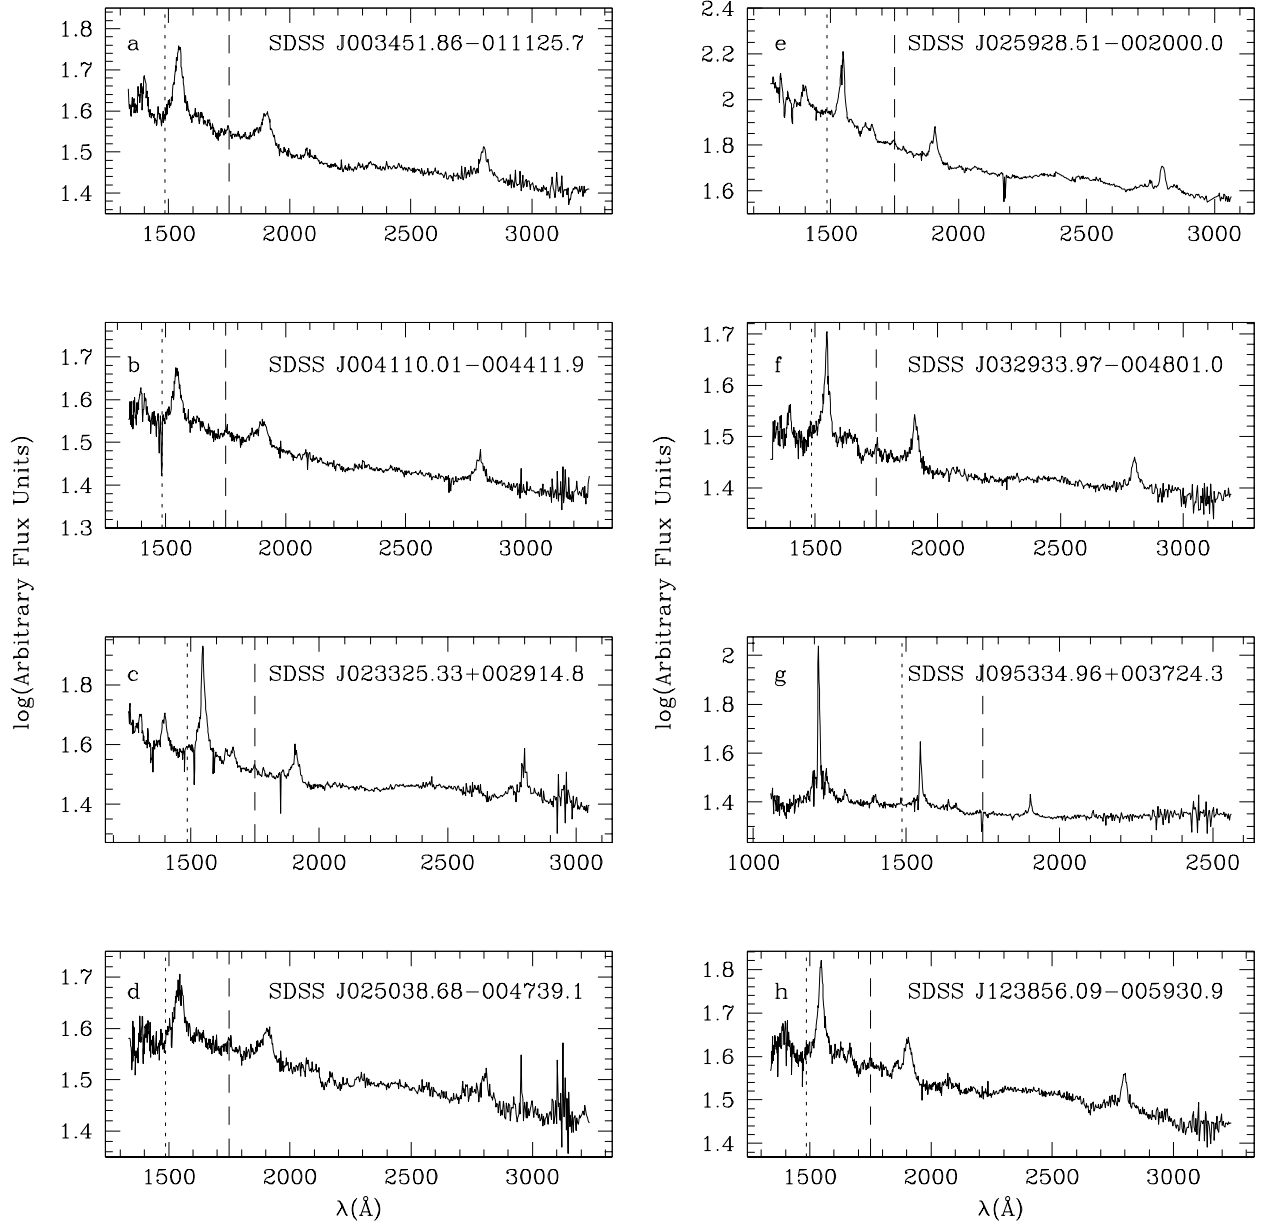 a SDSS J003451.86−011125.7
1.8
1.7
1.6
1.5
1.4
1500 2000 2500 3000
b SDSS J004110.01−004411.9
1.7
1.6
1.5
1.4
1.3
1500 2000 2500 3000
c SDSS J023325.33+002914.8
1.8
1.6
1.4
1500 2000 2500 3000
d SDSS J025038.68−004739.1
1.7
1.6
1.5
1.4
1500 2000 2500 3000
λ(Å)
log(Arbitrary Flux Units)
e SDSS J025928.51−002000.0
2.4
2.2
2
1.8
1.6
1500 2000 2500 3000
f SDSS J032933.97−004801.0
1.7
1.6
1.5
1.4
1500 2000 2500 3000
g SDSS J095334.96+003724.3
2
1.8
1.6
1.4
1000 1500 2000 2500
h SDSS J123856.09−005930.9
1.8
1.7
1.6
1.5
1.4
1500 2000 2500 3000
λ(Å)
log(Arbitrary Flux Units)